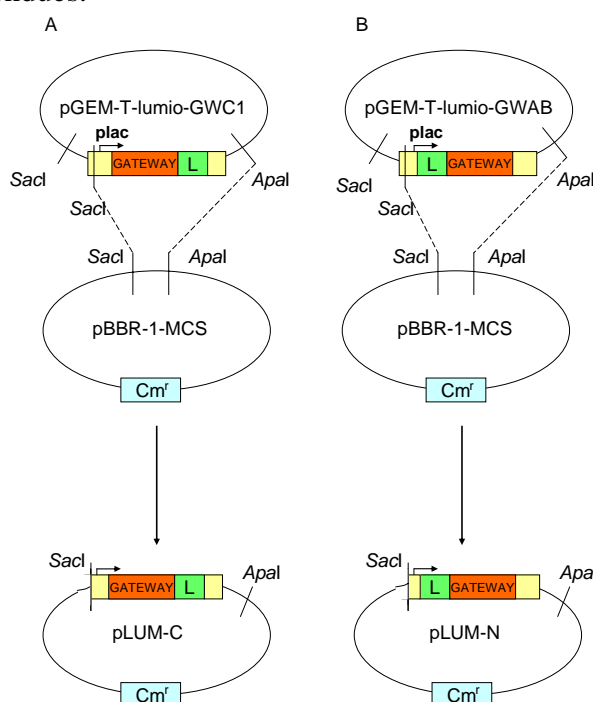 A
pGEM-T-lumio-GWC1
plac
GATEWAY L
SacI
SacI
ApaI
SacI
ApaI
pBBR-1-MCS
Cmʳ
SacI
GATEWAY L
ApaI
pLUM-C
Cmʳ
B
pGEM-T-lumio-GWAB
plac
L GATEWAY
SacI
SacI
ApaI
SacI
ApaI
pBBR-1-MCS
Cmʳ
SacI
L GATEWAY
Apa
pLUM-N
Cmʳ